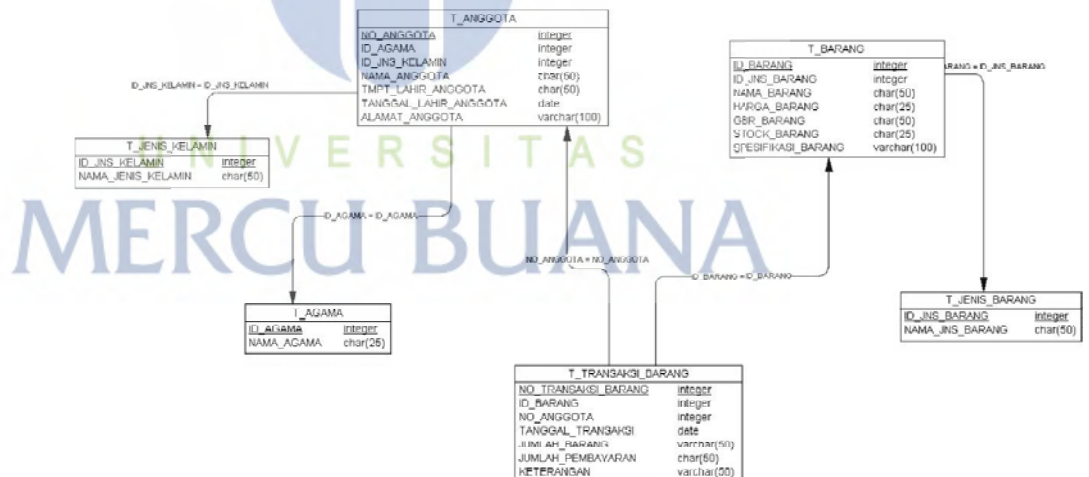 T_ANGGOTA
NO_ANGGOTA integer
ID_AGAMA integer
ID_JNS_KELAMIN integer
NAMA_ANGGOTA char(50)
TMPT_LAHIR_ANGGOTA char(50)
TANGGAL_LAHIR_ANGGOTA date
ALAMAT_ANGGOTA varchar(100)
T_BARANG
ID_BARANG integer
ID_JNS_BARANG integer
NAMA_BARANG char(50)
HARGA_BARANG char(25)
GBR_BARANG char(50)
STOCK_BARANG char(25)
SPESIFIKASI_BARANG varchar(100)
BARANG = ID_JNS_BARANG
ID_JNS_KELAMIN = ID_JNS_KELAMIN
T_JENIS_KELAMIN
ID_JNS_KELAMIN integer
NAMA_JENIS_KELAMIN char(50)
UNIVERSITAS
MERCU BUANA
ID_AGAMA = ID_AGAMA
NO_ANGGOTA = NO_ANGGOTA
ID_BARANG = ID_BARANG
T_AGAMA
ID_AGAMA integer
NAMA_AGAMA char(25)
T_JENIS_BARANG
ID_JNS_BARANG integer
NAMA_JNS_BARANG char(50)
T_TRANSAKSI_BARANG
NO_TRANSAKSI_BARANG integer
ID_BARANG integer
NO_ANGGOTA integer
TANGGAL_TRANSAKSI date
JUMLAH_BARANG varchar(50)
JUMLAH_PEMBAYARAN char(50)
KETERANGAN varchar(50)